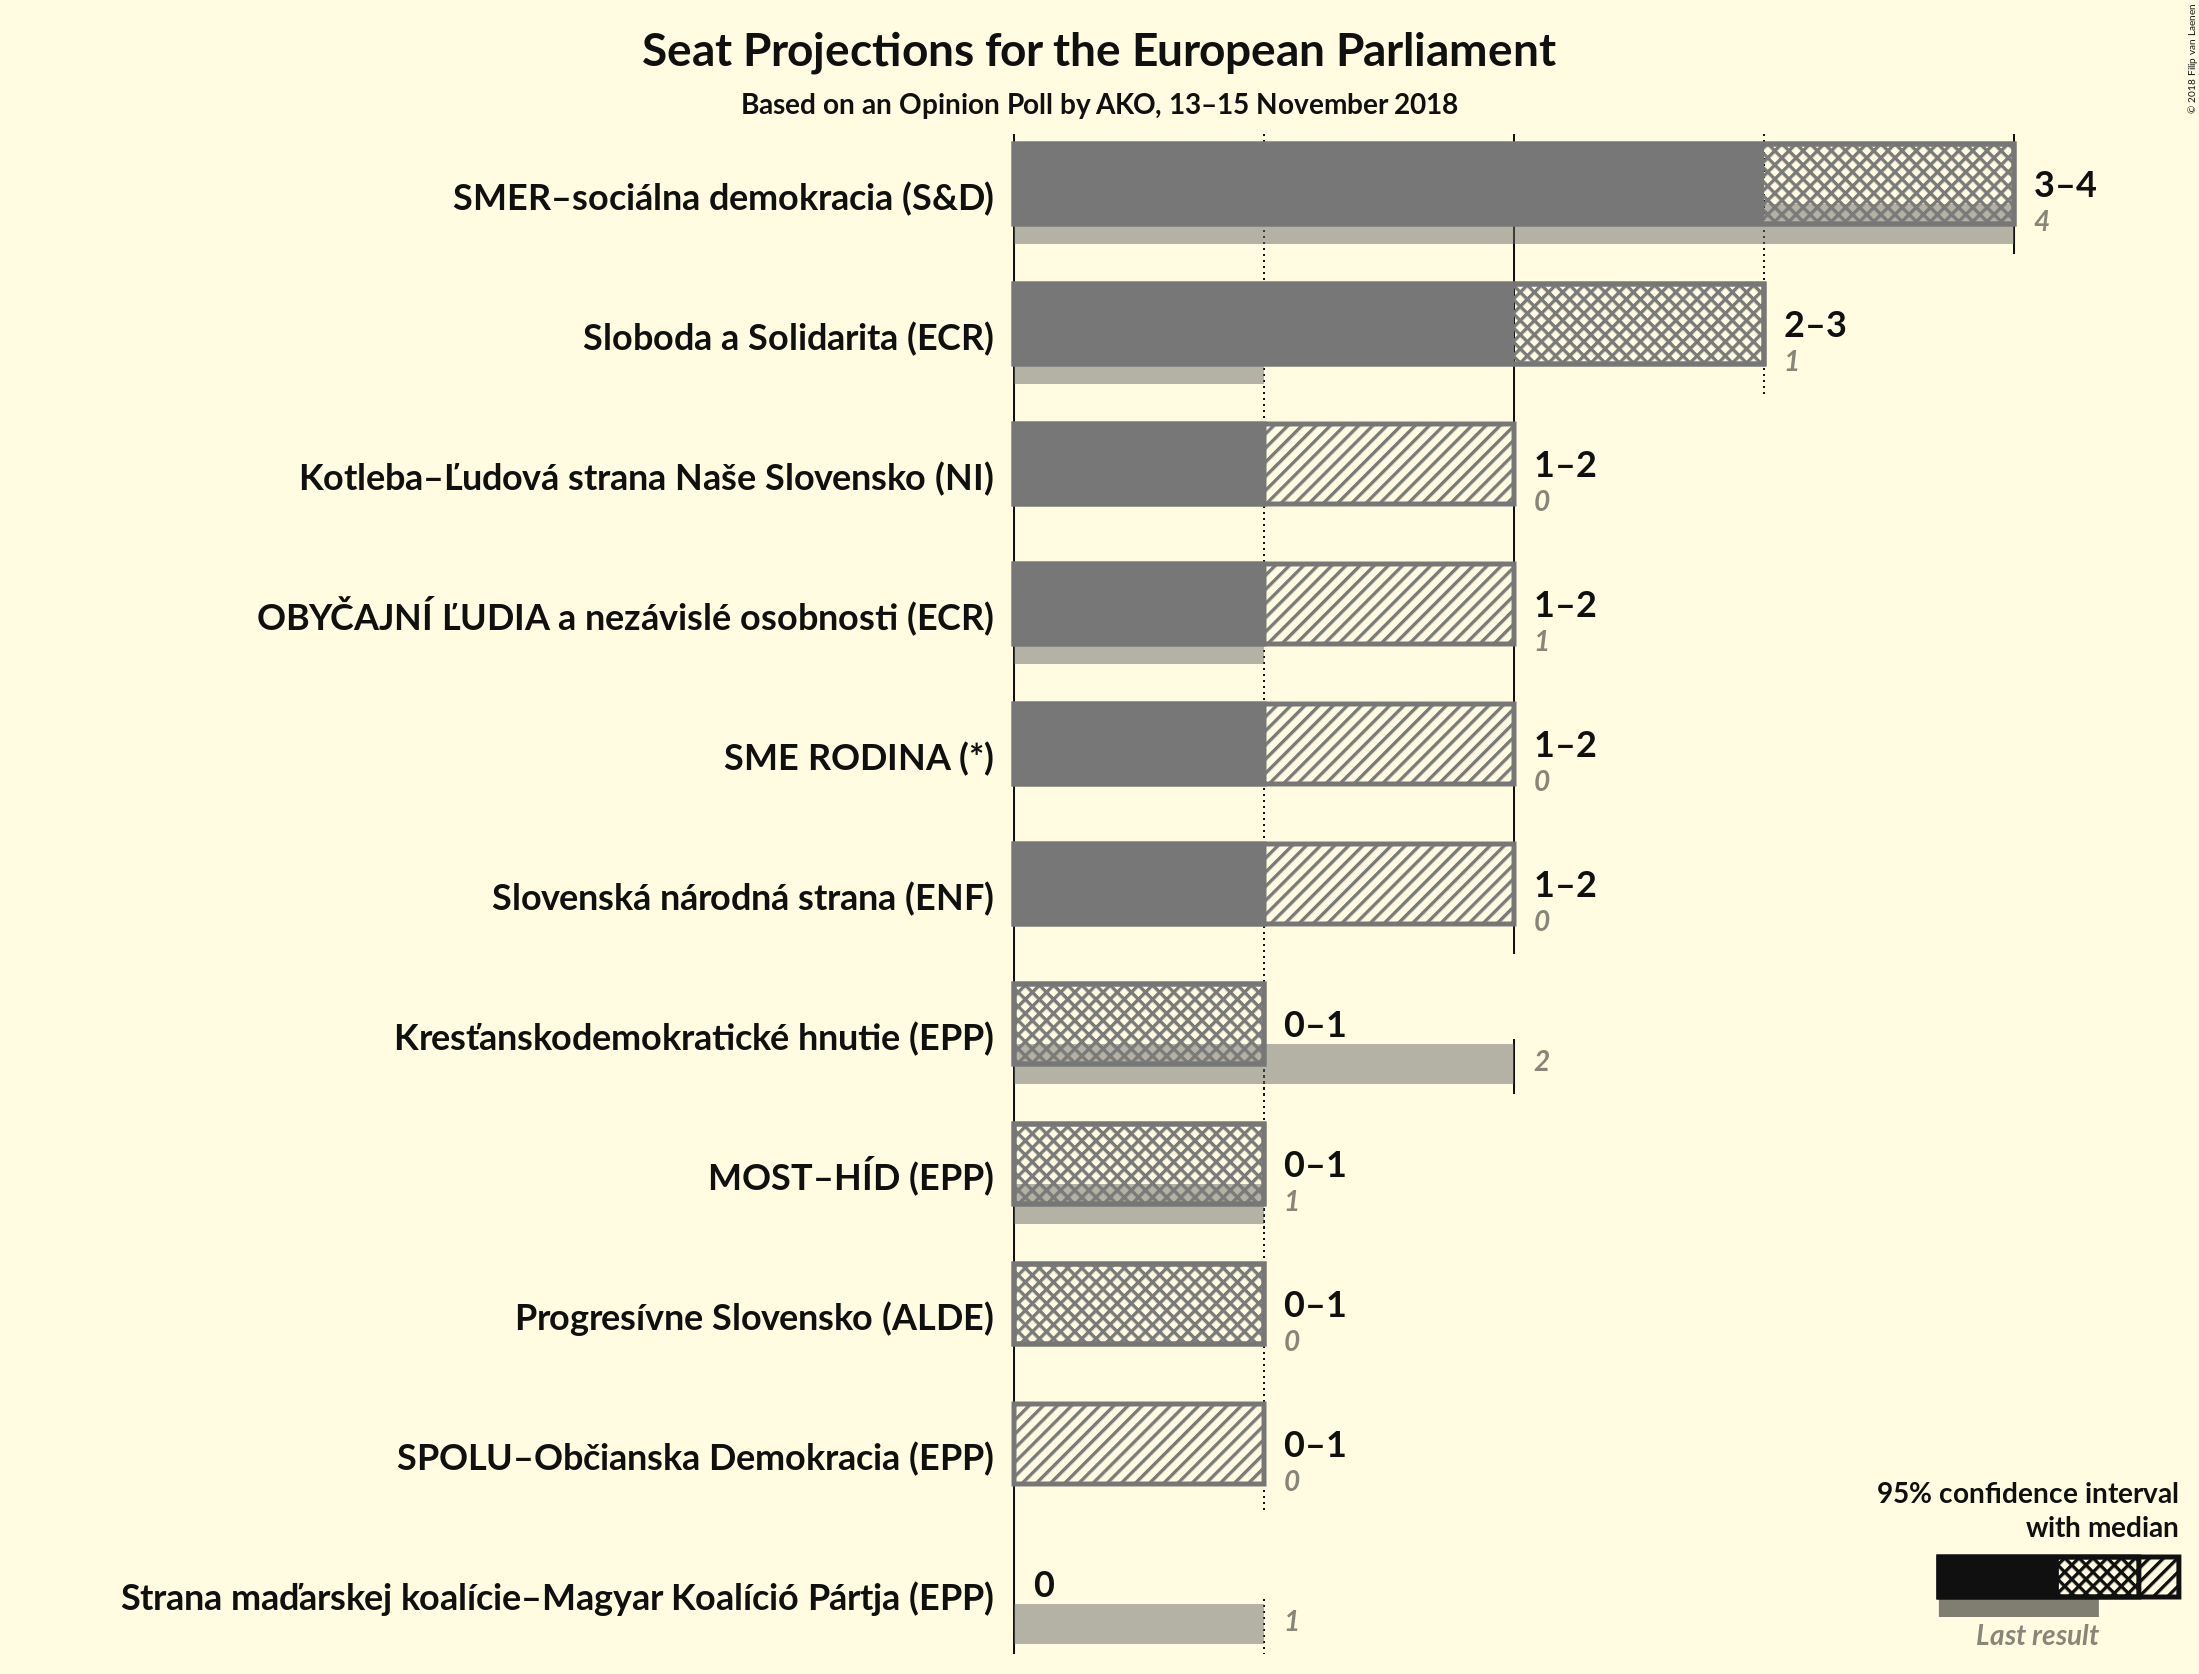 Seat Projections for the European Parliament
Based on an Opinion Poll by AKO, 13–15 November 2018
© 2018 Filip van Laenen
SMER–sociálna demokracia (S&D)
3–4
4
Sloboda a Solidarita (ECR)
2–3
1
Kotleba–Ľudová strana Naše Slovensko (NI)
1–2
0
OBYČAJNÍ ĽUDIA a nezávislé osobnosti (ECR)
1–2
1
SME RODINA (*)
1–2
0
Slovenská národná strana (ENF)
1–2
0
Kresťanskodemokratické hnutie (EPP)
0–1
2
MOST–HÍD (EPP)
0–1
1
Progresívne Slovensko (ALDE)
0–1
0
SPOLU–Občianska Demokracia (EPP)
0–1
0
Strana maďarskej koalície–Magyar Koalíció Pártja (EPP)
0
1
95% confidence interval
with median
Last result